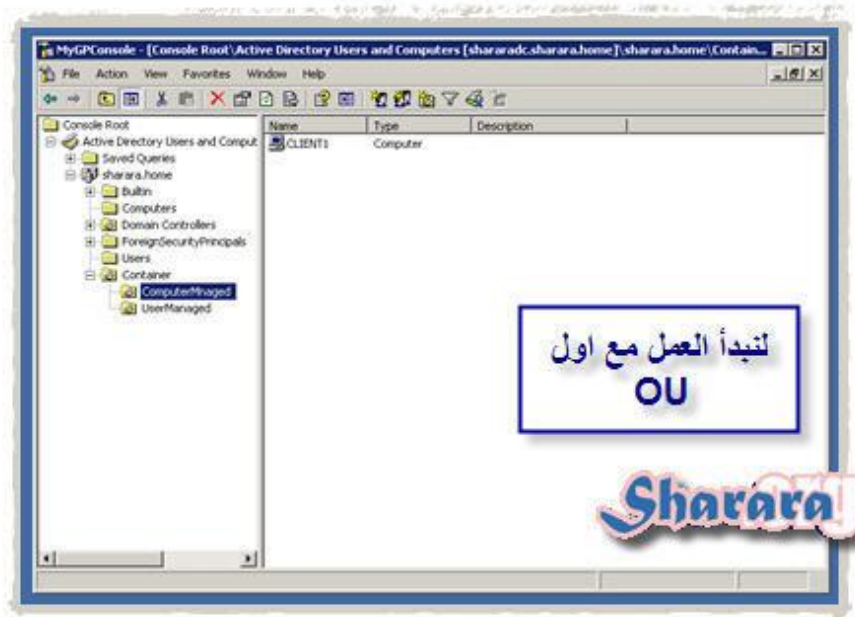 MyGPConsole - [Console Root\Active Directory Users and Computers [shararadc.sharara.home]\sharara.home\Contain...
File Action View Favorites Window Help
Console Root
Active Directory Users and Comput
Saved Queries
sharara.home
Builtin
Computers
Domain Controllers
ForeignSecurityPrincipals
Users
Container
ComputerMnaged
UserManaged
Name Type Description
CLIENT1 Computer
لنبدأ العمل مع اول
OU
Sharara
org